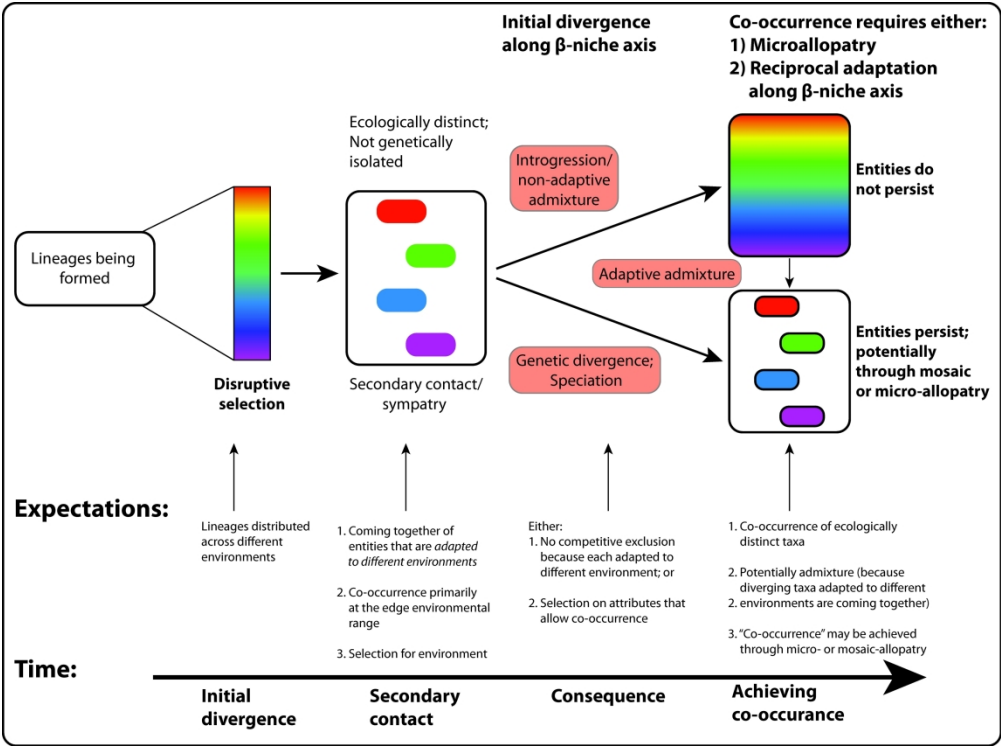 Initial divergence
along β-niche axis
Co-occurrence requires either:
1) Microallopatry
2) Reciprocal adaptation
along β-niche axis
Ecologically distinct;
Not genetically
isolated
Introgression/
non-adaptive
admixture
Entities do
not persist
Lineages being
formed
Adaptive admixture
Entities persist;
potentially
through mosaic
or micro-allopatry
Genetic divergence;
Speciation
Disruptive
selection
Secondary contact/
sympatry
Expectations:
Lineages distributed
across different
environments
1. Coming together of
entities that are adapted
to different environments
2. Co-occurrence primarily
at the edge environmental
range
3. Selection for environment
Either:
1. No competitive exclusion
because each adapted to
different environment; or
2. Selection on attributes that
allow co-occurrence
1. Co-occurrence of ecologically
distinct taxa
2. Potentially admixture (because
diverging taxa adapted to different
2. environments are coming together)
3. "Co-occurrence" may be achieved
through micro- or mosaic-allopatry
Time:
Initial
divergence
Secondary
contact
Consequence
Achieving
co-occurance